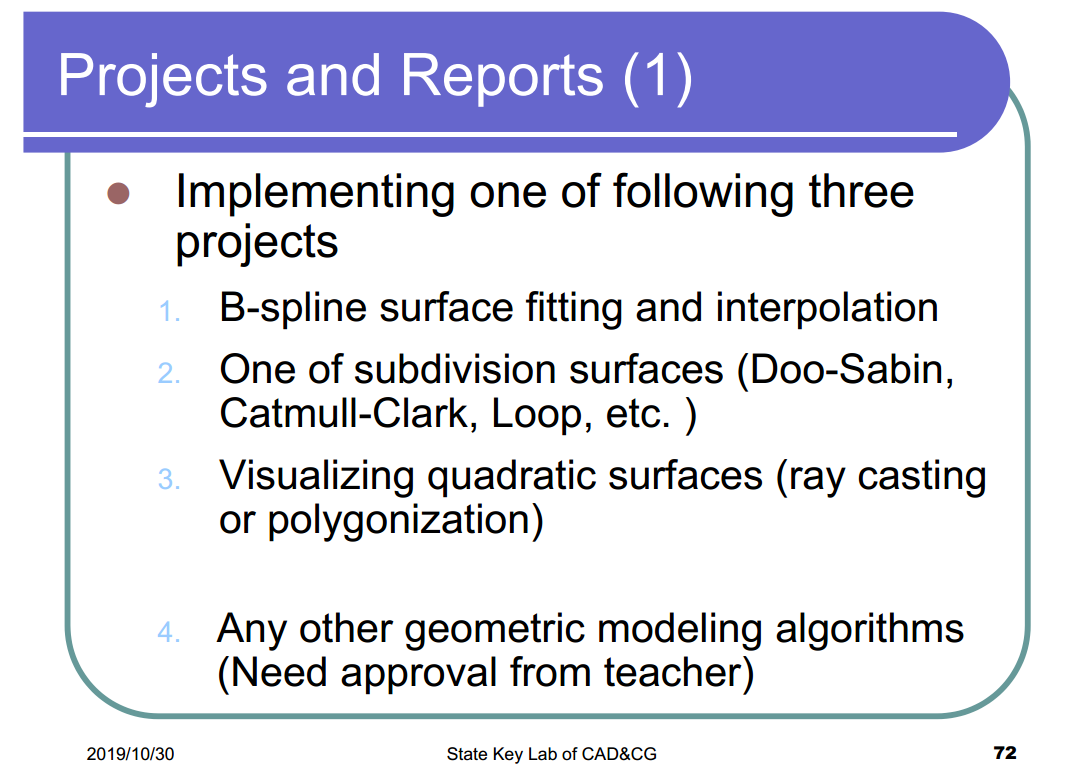 Projects and Reports (1)
Implementing one of following three
projects
1. B-spline surface fitting and interpolation
2. One of subdivision surfaces (Doo-Sabin,
Catmull-Clark, Loop, etc. )
3. Visualizing quadratic surfaces (ray casting
or polygonization)
4. Any other geometric modeling algorithms
(Need approval from teacher)
2019/10/30 State Key Lab of CAD&CG 72